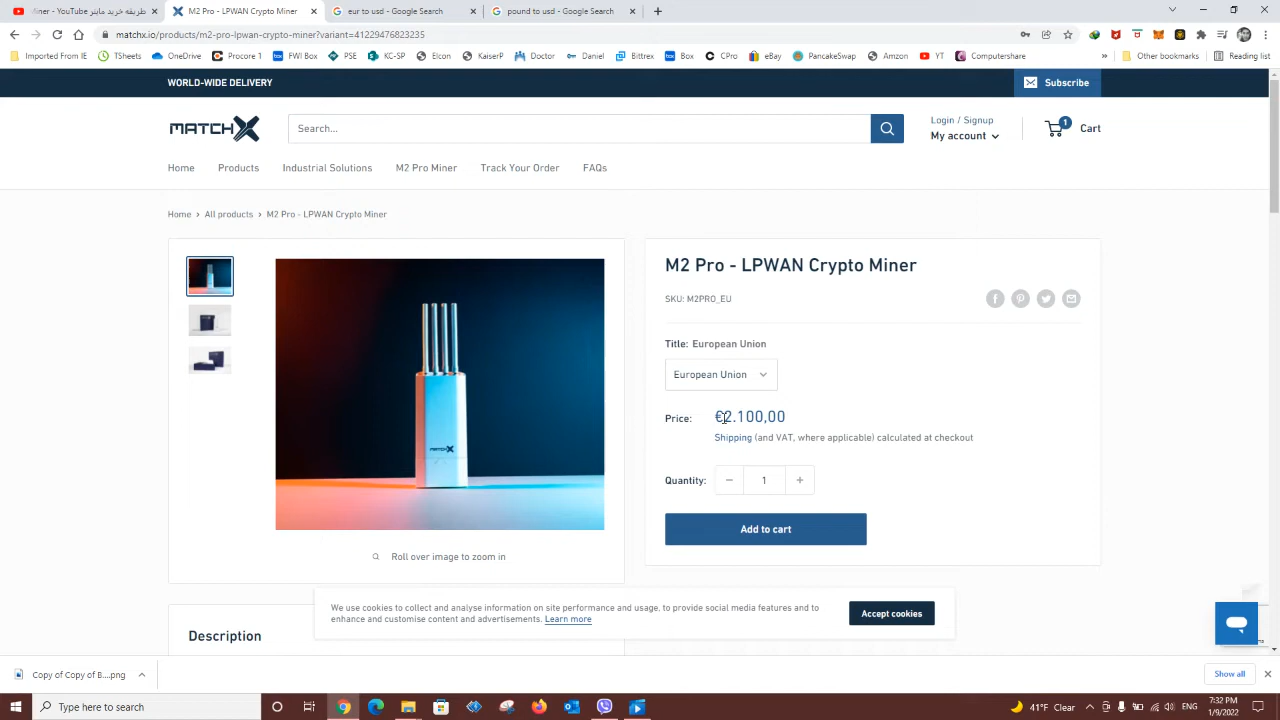 -iner - خرید ماینر YouTube
M2 Pro - LPWAN Crypto Miner
eur to usd - Google Search
pound to usd - Google Search
matchx.io/products/m2-pro-lpwan-crypto-miner?variant=41229476823235
Imported From IE TSheets OneDrive Procore 1 FWI Box PSE KC-SP Elcon KaiserP Doctor Daniel Bittrex Box CPro eBay PancakeSwap Amzon YT Computershare » Other bookmarks Reading list
WORLD-WIDE DELIVERY Subscribe
MATCHX Search... Login / Signup
My account 1 Cart
Home Products Industrial Solutions M2 Pro Miner Track Your Order FAQs
Home › All products › M2 Pro - LPWAN Crypto Miner
M2 Pro - LPWAN Crypto Miner
SKU: M2PRO_EU
Title: European Union
European Union
Price: €2.100,00
Shipping (and VAT, where applicable) calculated at checkout
Quantity: − 1 +
Add to cart
MATCHX
Roll over image to zoom in
We use cookies to collect and analyse information on site performance and usage, to provide social media features and to
enhance and customise content and advertisements. Learn more
Accept cookies
Description
Copy of Copy of B....png Show all
Type here to search 41°F Clear 7:32 PM
1/9/2022